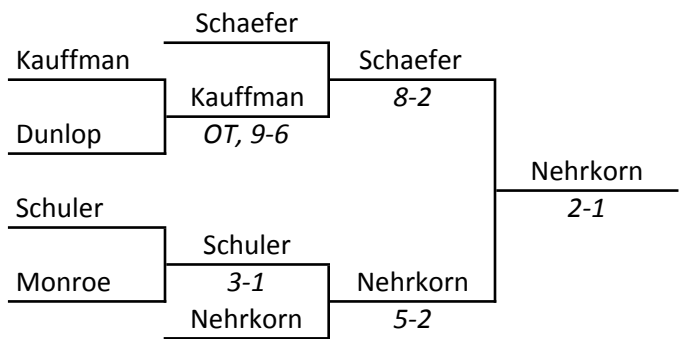 Schaefer
Kauffman
Schaefer
Kauffman
8-2
Dunlop
OT, 9-6
Nehrkorn
Schuler
2-1
Schuler
Monroe
3-1
Nehrkorn
Nehrkorn
5-2